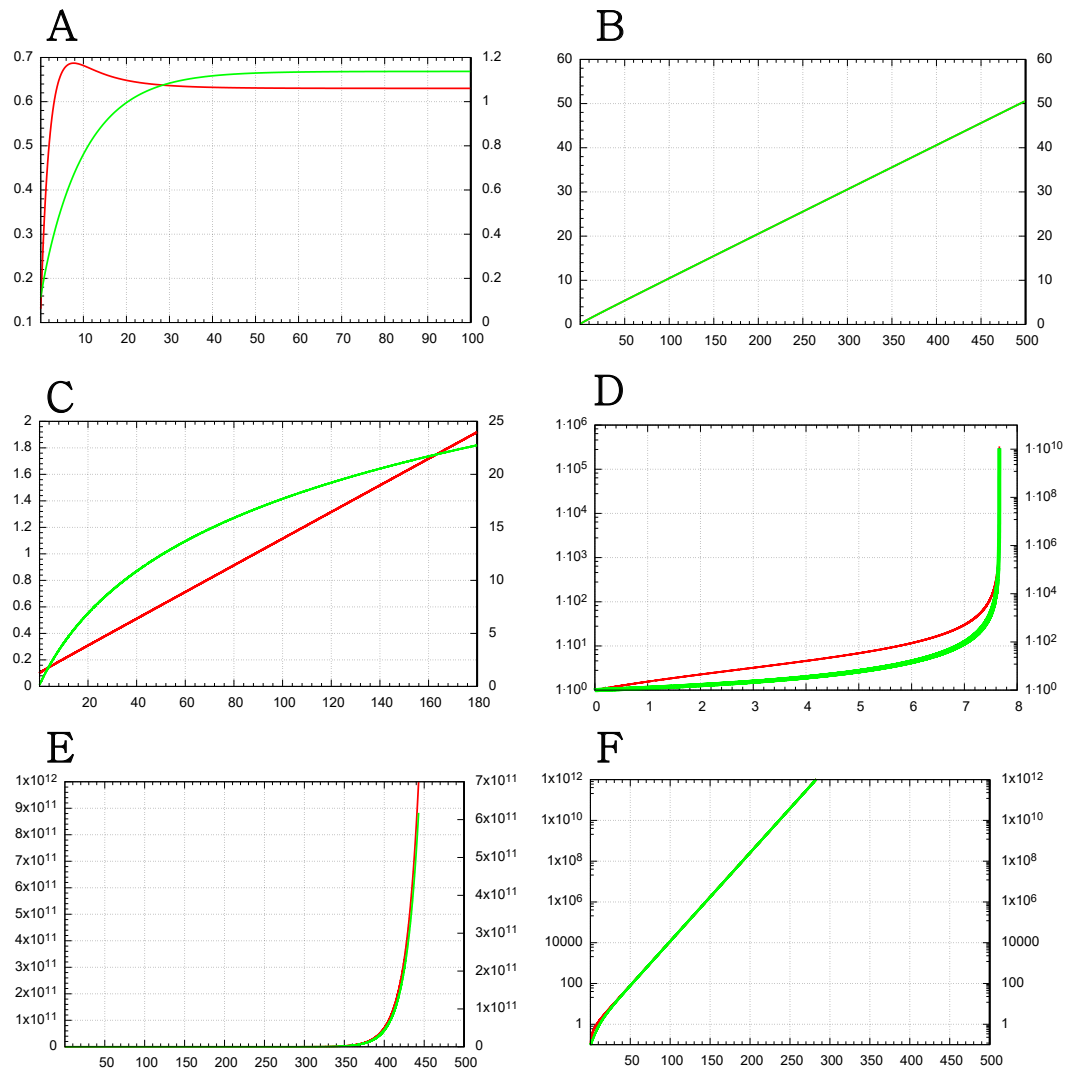 A B
0.7 1.2 60 60
0.6 1 50 50
0.5 0.8 40 40
0.4 0.6 30 30
0.3 0.4 20 20
0.2 0.2 10 10
0.1 0 0 0
10 20 30 40 50 60 70 80 90 100 50 100 150 200 250 300 350 400 450 500
C D
2 25 1·10⁶
1.8 20 1·10⁵ 1·10¹⁰
1.6 15 1·10⁴ 1·10⁸
1.4 10 1·10³ 1·10⁶
1.2 5 1·10² 1·10⁴
1 0 1·10¹ 1·10²
0.8 1·10⁰ 1·10⁰
0.6
0.4
0.2
0
20 40 60 80 100 120 140 160 180 0 1 2 3 4 5 6 7 8
E F
1x10¹² 7x10¹¹ 1x10¹² 1x10¹²
9x10¹¹ 6x10¹¹ 1x10¹⁰ 1x10¹⁰
8x10¹¹ 5x10¹¹ 1x10⁸ 1x10⁸
7x10¹¹ 4x10¹¹ 1x10⁶ 1x10⁶
6x10¹¹ 3x10¹¹ 10000 10000
5x10¹¹ 2x10¹¹ 100 100
4x10¹¹ 1x10¹¹ 1 1
3x10¹¹ 0
2x10¹¹
1x10¹¹
0
50 100 150 200 250 300 350 400 450 500 50 100 150 200 250 300 350 400 450 500